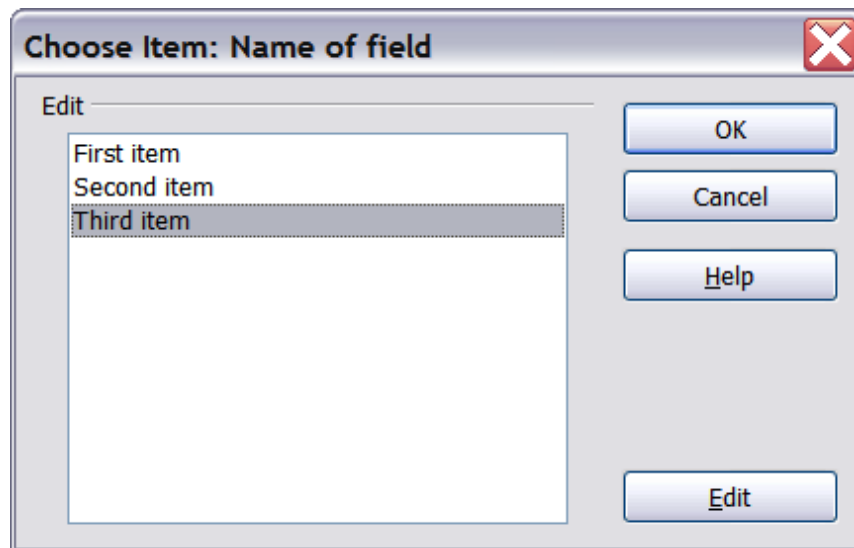 Choose Item: Name of field
Edit
First item
Second item
Third item
OK
Cancel
Help
Edit